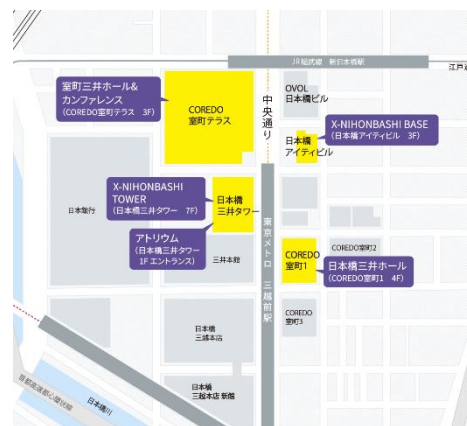 JR総武線 新日本橋駅
江戸通
室町三井ホール&
カンファレンス
(COREDO室町テラス 3F)
COREDO
室町テラス
中央通り
OVOL
日本橋ビル
X-NIHONBASHI BASE
(日本橋アイティビル 3F)
日本橋
アイティビル
X-NIHONBASHI
TOWER
(日本橋三井タワー 7F)
日本橋
三井タワー
日本銀行
アトリウム
(日本橋三井タワー
1F エントランス)
三井本館
東京メトロ 三越前駅
COREDO
室町1
COREDO室町2
日本橋三井ホール
(COREDO室町1 4F)
COREDO
室町3
日本橋
三越本店
日本橋
三越本店 新館
首都高速都心環状線
日本橋川